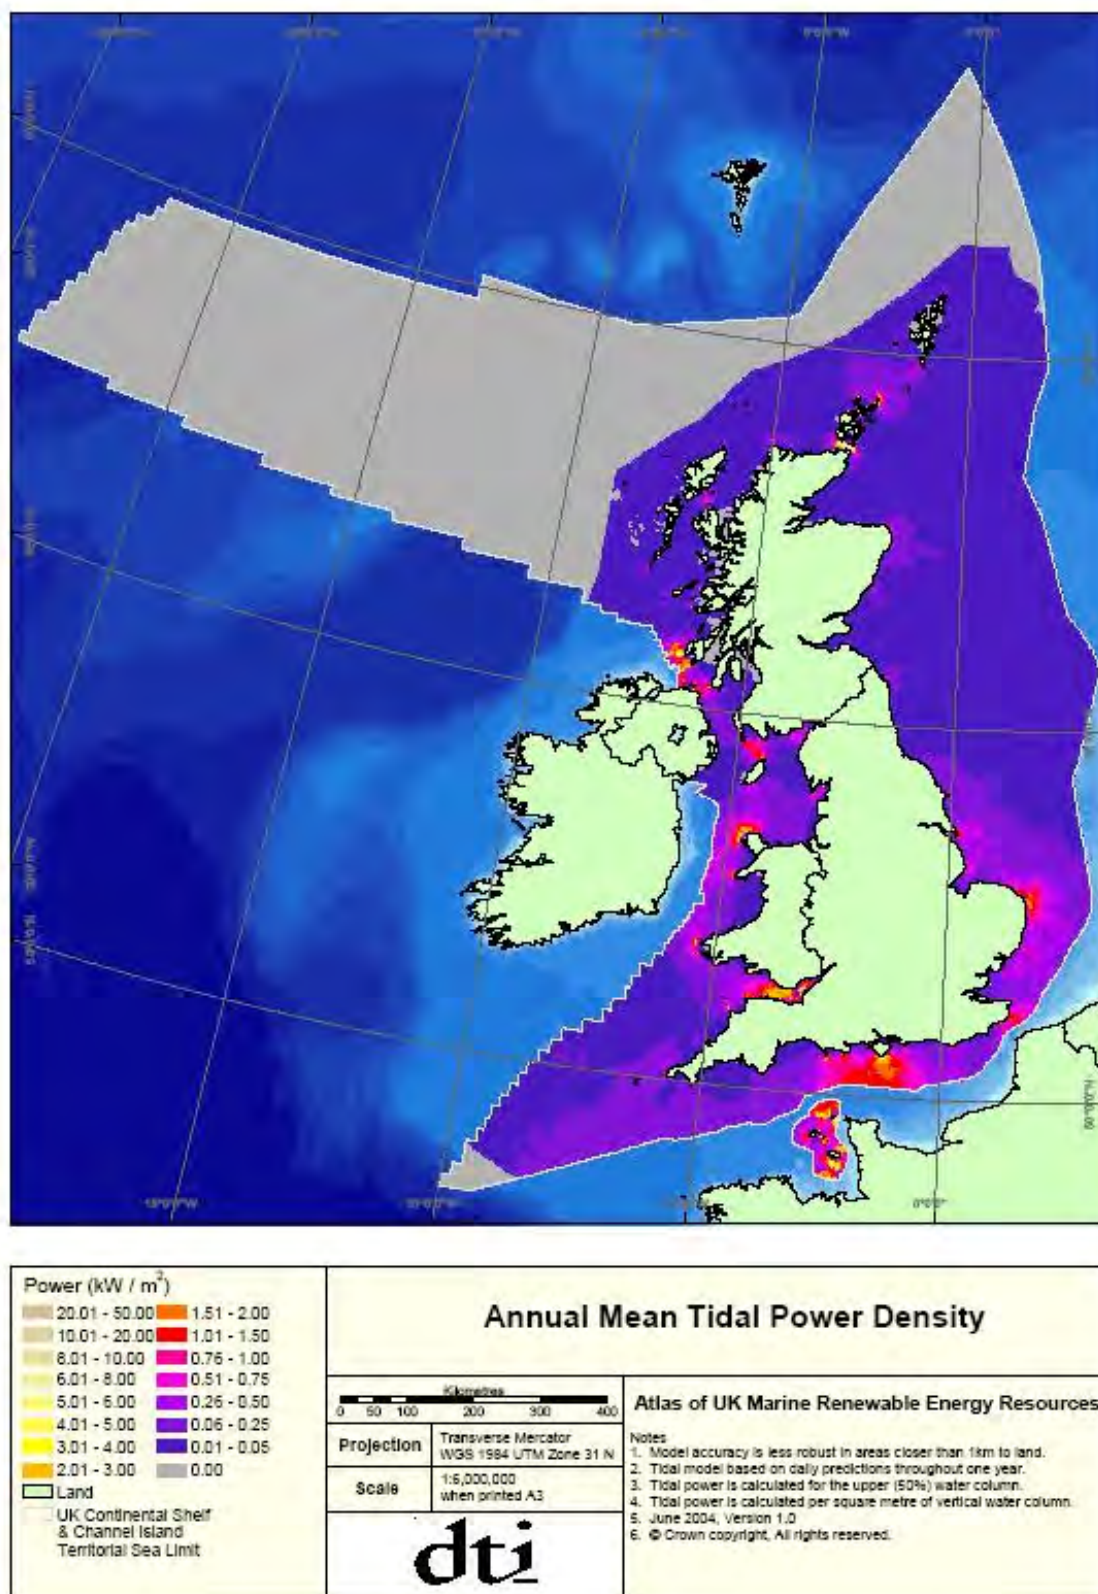 Power (kW / m²)
20.01 - 50.00
10.01 - 20.00
8.01 - 10.00
6.01 - 8.00
5.01 - 6.00
4.01 - 5.00
3.01 - 4.00
2.01 - 3.00
1.51 - 2.00
1.01 - 1.50
0.76 - 1.00
0.51 - 0.75
0.26 - 0.50
0.06 - 0.25
0.01 - 0.05
0.00
Land
UK Continental Shelf
& Channel Island
Territorial Sea Limit
Annual Mean Tidal Power Density
Kilometres
0 50 100 200 300 400
Projection
Transverse Mercator
WGS 1984 UTM Zone 31 N
Scale
1:6,000,000
when printed A3
dti
Atlas of UK Marine Renewable Energy Resources
Notes
1. Model accuracy is less robust in areas closer than 1km to land.
2. Tidal model based on daily predictions throughout one year.
3. Tidal power is calculated for the upper (50%) water column.
4. Tidal power is calculated per square metre of vertical water column.
5. June 2004, Version 1.0
6. © Crown copyright, All rights reserved.